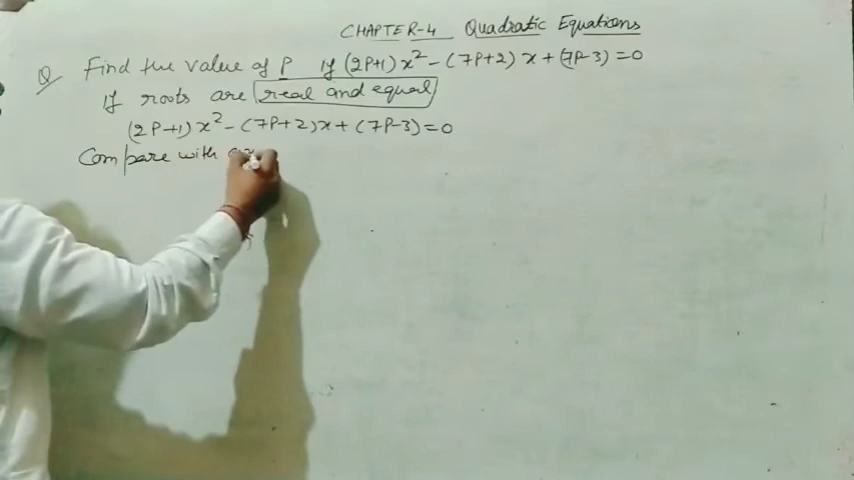 CHAPTER-4 Quadratic Equations
Q Find the value of P if (2P+1)x² - (7P+2)x + (7P-3) = 0
if roots are real and equal
(2P+1)x² - (7P+2)x + (7P-3) = 0
Compare with